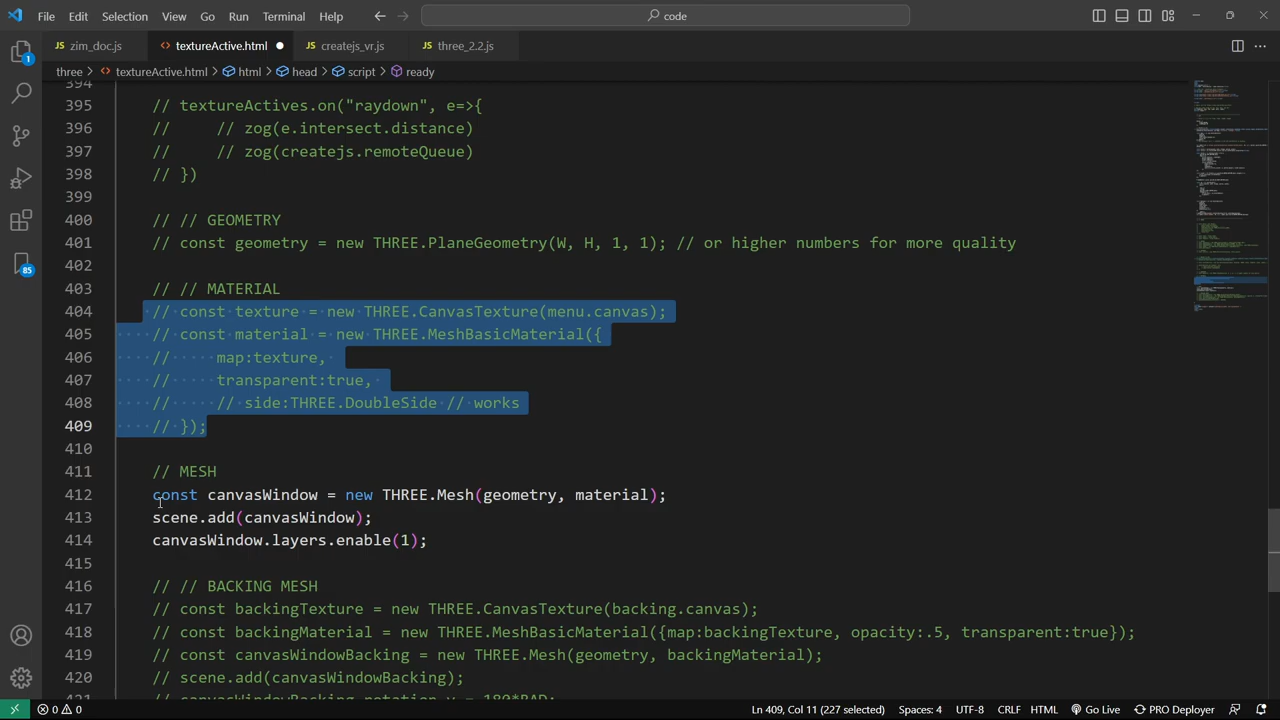 File Edit Selection View Go Run Terminal Help code
zim_doc.js textureActive.html createjs_vr.js three_2.2.js
three > textureActive.html > html > head > script > ready
394
395 // textureActives.on("raydown", e=>{
396 // // zog(e.intersect.distance)
397 // // zog(createjs.remoteQueue)
398 // })
399
400 // // GEOMETRY
401 // const geometry = new THREE.PlaneGeometry(W, H, 1, 1); // or higher numbers for more quality
402
403 // // MATERIAL
404 // const texture = new THREE.CanvasTexture(menu.canvas);
405 // const material = new THREE.MeshBasicMaterial({
406 // map:texture,
407 // transparent:true,
408 // // side:THREE.DoubleSide // works
409 // });
410
411 // MESH
412 const canvasWindow = new THREE.Mesh(geometry, material);
413 scene.add(canvasWindow);
414 canvasWindow.layers.enable(1);
415
416 // // BACKING MESH
417 // const backingTexture = new THREE.CanvasTexture(backing.canvas);
418 // const backingMaterial = new THREE.MeshBasicMaterial({map:backingTexture, opacity:.5, transparent:true});
419 // const canvasWindowBacking = new THREE.Mesh(geometry, backingMaterial);
420 // scene.add(canvasWindowBacking);
421 // canvasWindowBacking.rotation.y = 180*RAD;
1
85
0 0 Ln 409, Col 11 (227 selected) Spaces: 4 UTF-8 CRLF HTML Go Live PRO Deployer